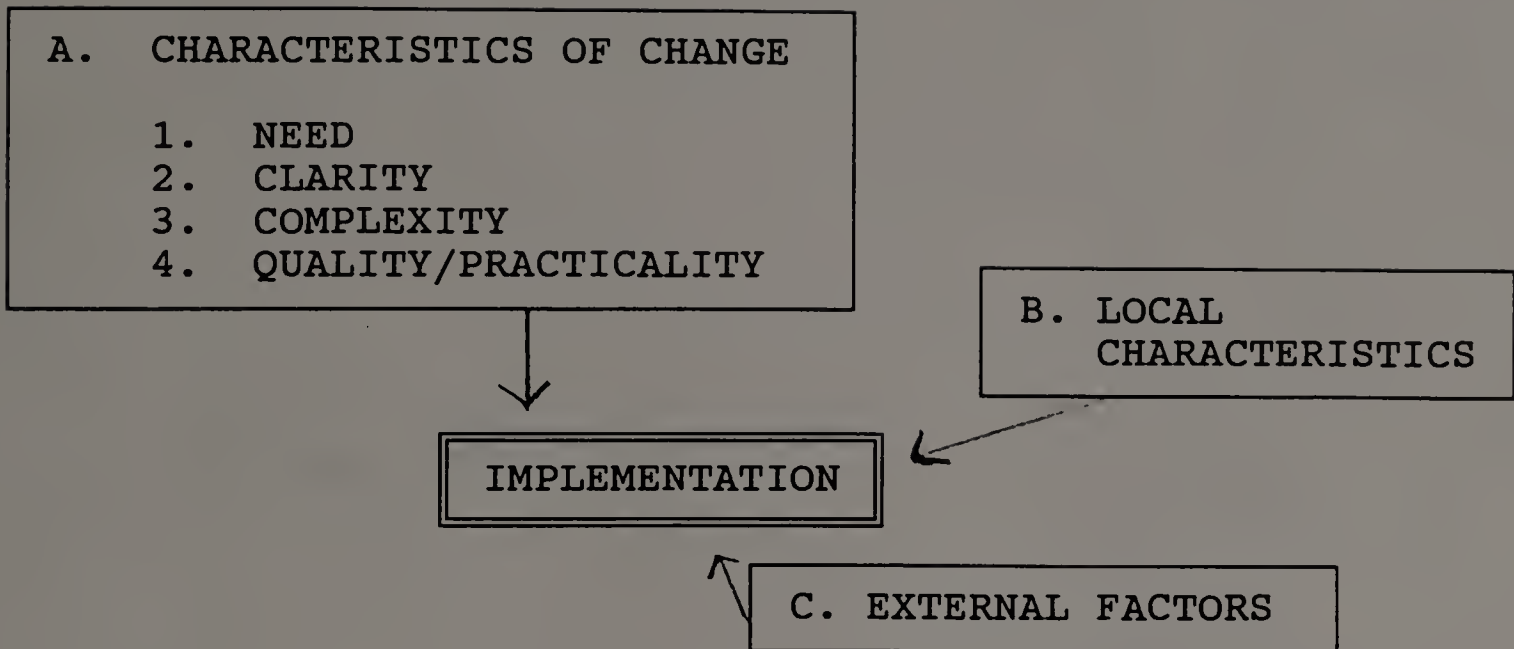 A. CHARACTERISTICS OF CHANGE
1. NEED
2. CLARITY
3. COMPLEXITY
4. QUALITY/PRACTICALITY
B. LOCAL
CHARACTERISTICS
IMPLEMENTATION
C. EXTERNAL FACTORS